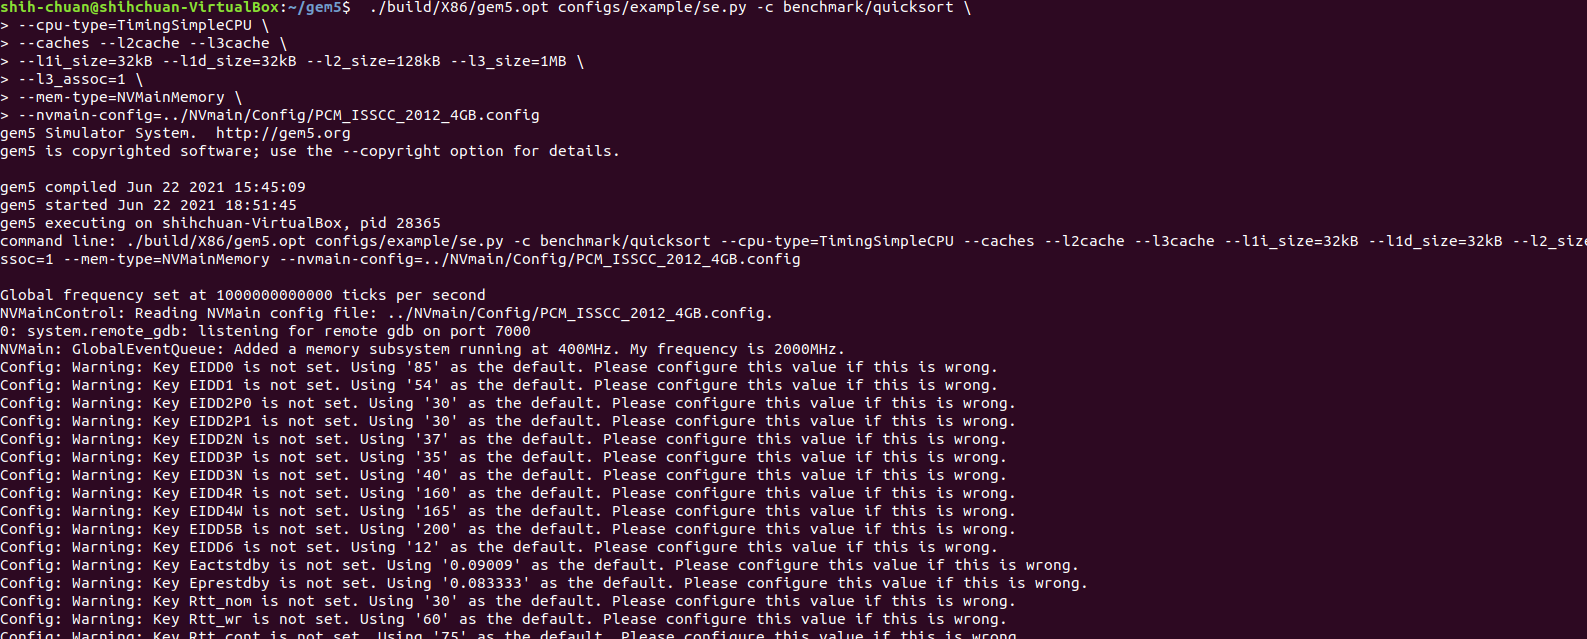 shih-chuan@shihchuan-VirtualBox:~/gem5$  ./build/X86/gem5.opt configs/example/se.py -c benchmark/quicksort \
> --cpu-type=TimingSimpleCPU \
> --caches --l2cache --l3cache \
> --l1i_size=32kB --l1d_size=32kB --l2_size=128kB --l3_size=1MB \
> --l3_assoc=1 \
> --mem-type=NVMainMemory \
> --nvmain-config=../NVmain/Config/PCM_ISSCC_2012_4GB.config
gem5 Simulator System.  http://gem5.org
gem5 is copyrighted software; use the --copyright option for details.

gem5 compiled Jun 22 2021 15:45:09
gem5 started Jun 22 2021 18:51:45
gem5 executing on shihchuan-VirtualBox, pid 28365
command line: ./build/X86/gem5.opt configs/example/se.py -c benchmark/quicksort --cpu-type=TimingSimpleCPU --caches --l2cache --l3cache --l1i_size=32kB --l1d_size=32kB --l2_size
ssoc=1 --mem-type=NVMainMemory --nvmain-config=../NVmain/Config/PCM_ISSCC_2012_4GB.config

Global frequency set at 1000000000000 ticks per second
NVMainControl: Reading NVMain config file: ../NVmain/Config/PCM_ISSCC_2012_4GB.config.
0: system.remote_gdb: listening for remote gdb on port 7000
NVMain: GlobalEventQueue: Added a memory subsystem running at 400MHz. My frequency is 2000MHz.
Config: Warning: Key EIDD0 is not set. Using '85' as the default. Please configure this value if this is wrong.
Config: Warning: Key EIDD1 is not set. Using '54' as the default. Please configure this value if this is wrong.
Config: Warning: Key EIDD2P0 is not set. Using '30' as the default. Please configure this value if this is wrong.
Config: Warning: Key EIDD2P1 is not set. Using '30' as the default. Please configure this value if this is wrong.
Config: Warning: Key EIDD2N is not set. Using '37' as the default. Please configure this value if this is wrong.
Config: Warning: Key EIDD3P is not set. Using '35' as the default. Please configure this value if this is wrong.
Config: Warning: Key EIDD3N is not set. Using '40' as the default. Please configure this value if this is wrong.
Config: Warning: Key EIDD4R is not set. Using '160' as the default. Please configure this value if this is wrong.
Config: Warning: Key EIDD4W is not set. Using '165' as the default. Please configure this value if this is wrong.
Config: Warning: Key EIDD5B is not set. Using '200' as the default. Please configure this value if this is wrong.
Config: Warning: Key EIDD6 is not set. Using '12' as the default. Please configure this value if this is wrong.
Config: Warning: Key Eactstdby is not set. Using '0.09009' as the default. Please configure this value if this is wrong.
Config: Warning: Key Eprestdby is not set. Using '0.083333' as the default. Please configure this value if this is wrong.
Config: Warning: Key Rtt_nom is not set. Using '30' as the default. Please configure this value if this is wrong.
Config: Warning: Key Rtt_wr is not set. Using '60' as the default. Please configure this value if this is wrong.
Config: Warning: Key Rtt_cont is not set. Using '75' as the default. Please configure this value if this is wrong.